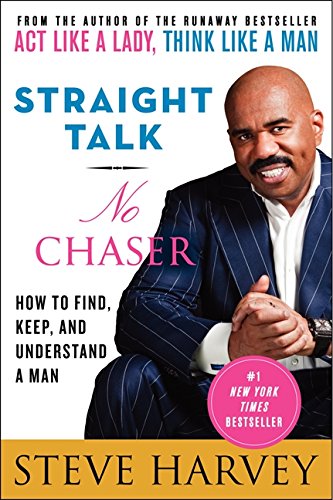 FROM THE AUTHOR OF THE RUNAWAY BESTSELLER
ACT LIKE A LADY, THINK LIKE A MAN
STRAIGHT TALK
No
CHASER
HOW TO FIND,
KEEP, AND
UNDERSTAND
A MAN
#1
NEW YORK
TIMES
BESTSELLER
STEVE HARVEY